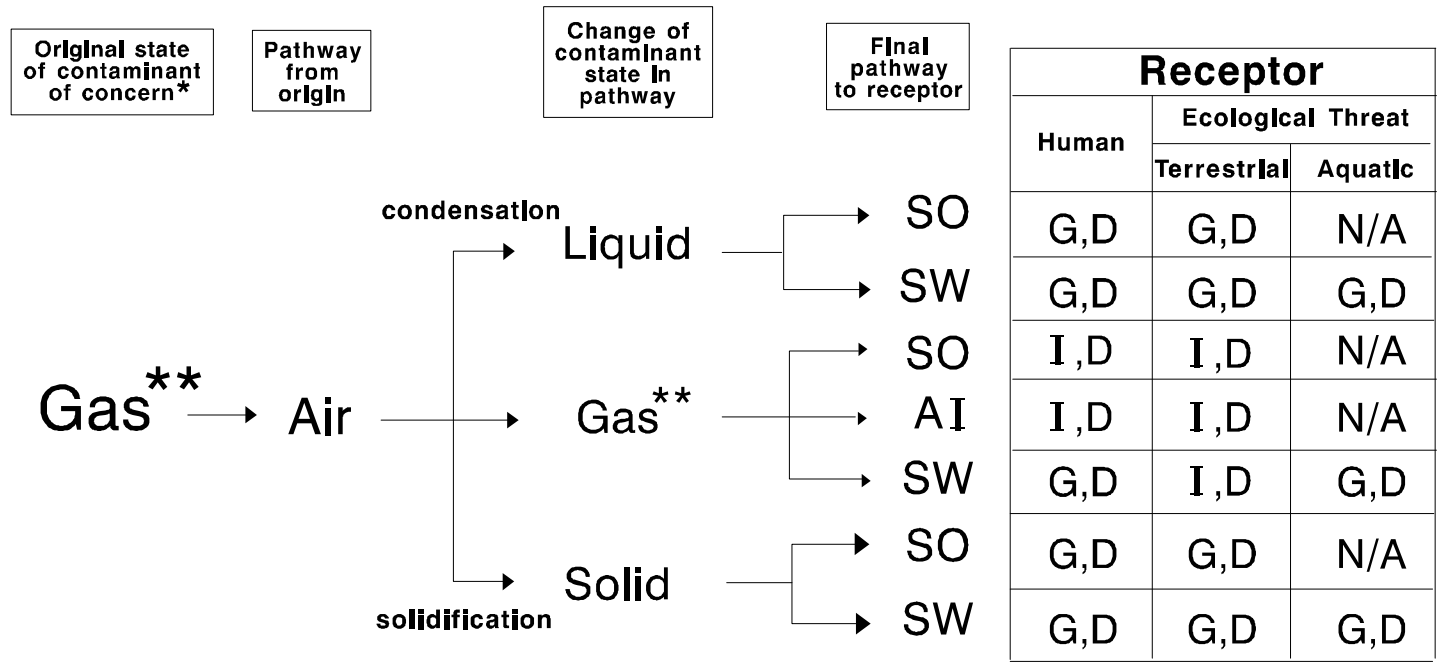 Original state
of contaminant
of concern*
Pathway
from
origin
Change of
contaminant
state in
pathway
Final
pathway
to receptor
Receptor
Human
Ecological Threat
Terrestrial
Aquatic
Gas**
Air
condensation
Liquid
SO
G,D
G,D
N/A
SW
G,D
G,D
G,D
Gas**
SO
I,D
I,D
N/A
AI
I,D
I,D
N/A
SW
G,D
I,D
G,D
solidification
Solid
SO
G,D
G,D
N/A
SW
G,D
G,D
G,D